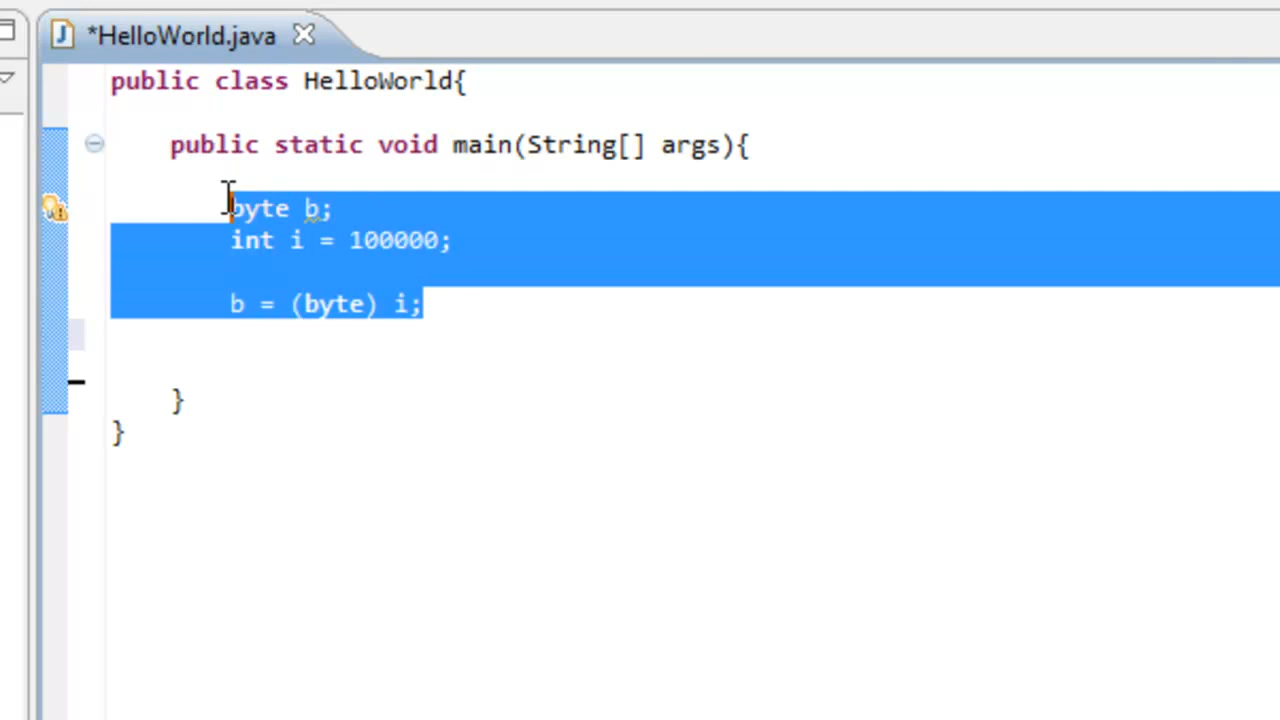 *HelloWorld.java
public class HelloWorld{
public static void main(String[] args){
byte b;
int i = 100000;
b = (byte) i;
}
}